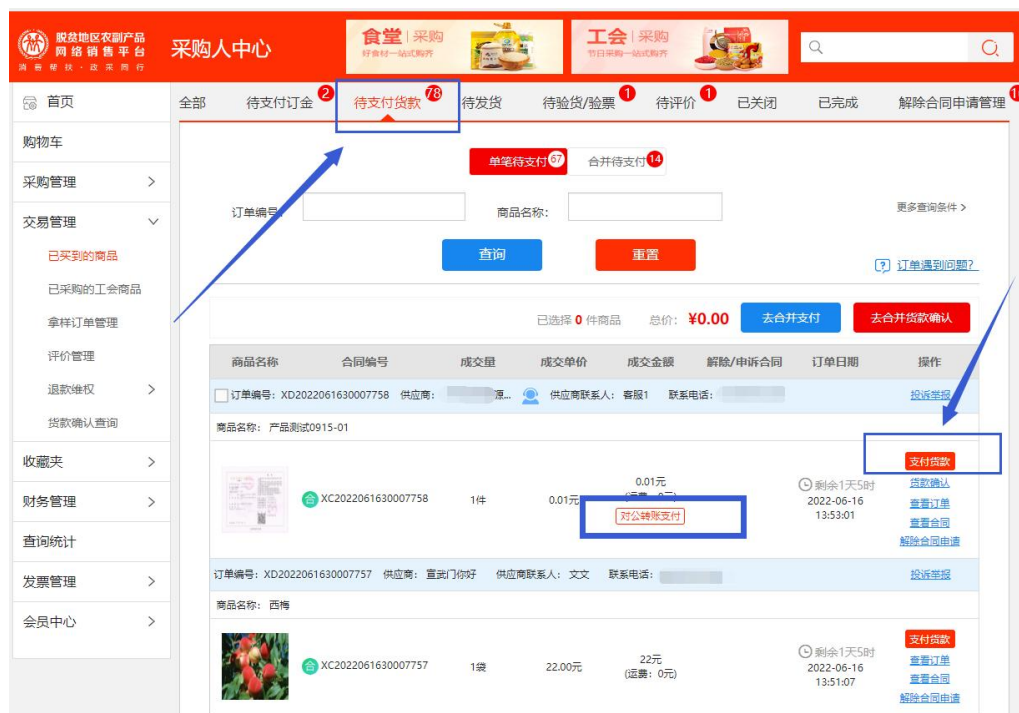 脱贫地区农副产品
网络销售平台
消费帮扶·政采同行
采购人中心
食堂 采购
好食材一站式购齐
工会 采购
节日采购一站式购齐
首页
全部 待支付订金 2 待支付货款 78 待发货 待验货/验票 1 待评价 1 已关闭 已完成 解除合同申请管理
购物车
采购管理
交易管理
已买到的商品
已采购的工会商品
拿样订单管理
评价管理
退款维权
货款确认查询
收藏夹
财务管理
查询统计
发票管理
会员中心
单笔待支付 67 合并待支付 14
订单编号: 商品名称:
更多查询条件 >
查询 重置
? 订单遇到问题?
已选择 0 件商品 总价: ¥0.00 去合并支付 去合并货款确认
商品名称 合同编号 成交量 成交单价 成交金额 解除/申诉合同 订单日期 操作
订单编号: XD2022061630007758 供应商: 源... 供应商联系人: 客服1 联系电话: 投诉举报
商品名称: 产品测试0915-01
合 XC2022061630007758 1件 0.01元
0.01元
(运费: 0元)
对公转账支付
剩余1天5时
2022-06-16
13:53:01
支付货款
货款确认
查看订单
查看合同
解除合同申请
订单编号: XD2022061630007757 供应商: 宣武门你好 供应商联系人: 文文 联系电话: 投诉举报
商品名称: 西梅
合 XC2022061630007757 1袋 22.00元
22元
(运费: 0元)
剩余1天5时
2022-06-16
13:51:07
支付货款
查看订单
查看合同
解除合同申请